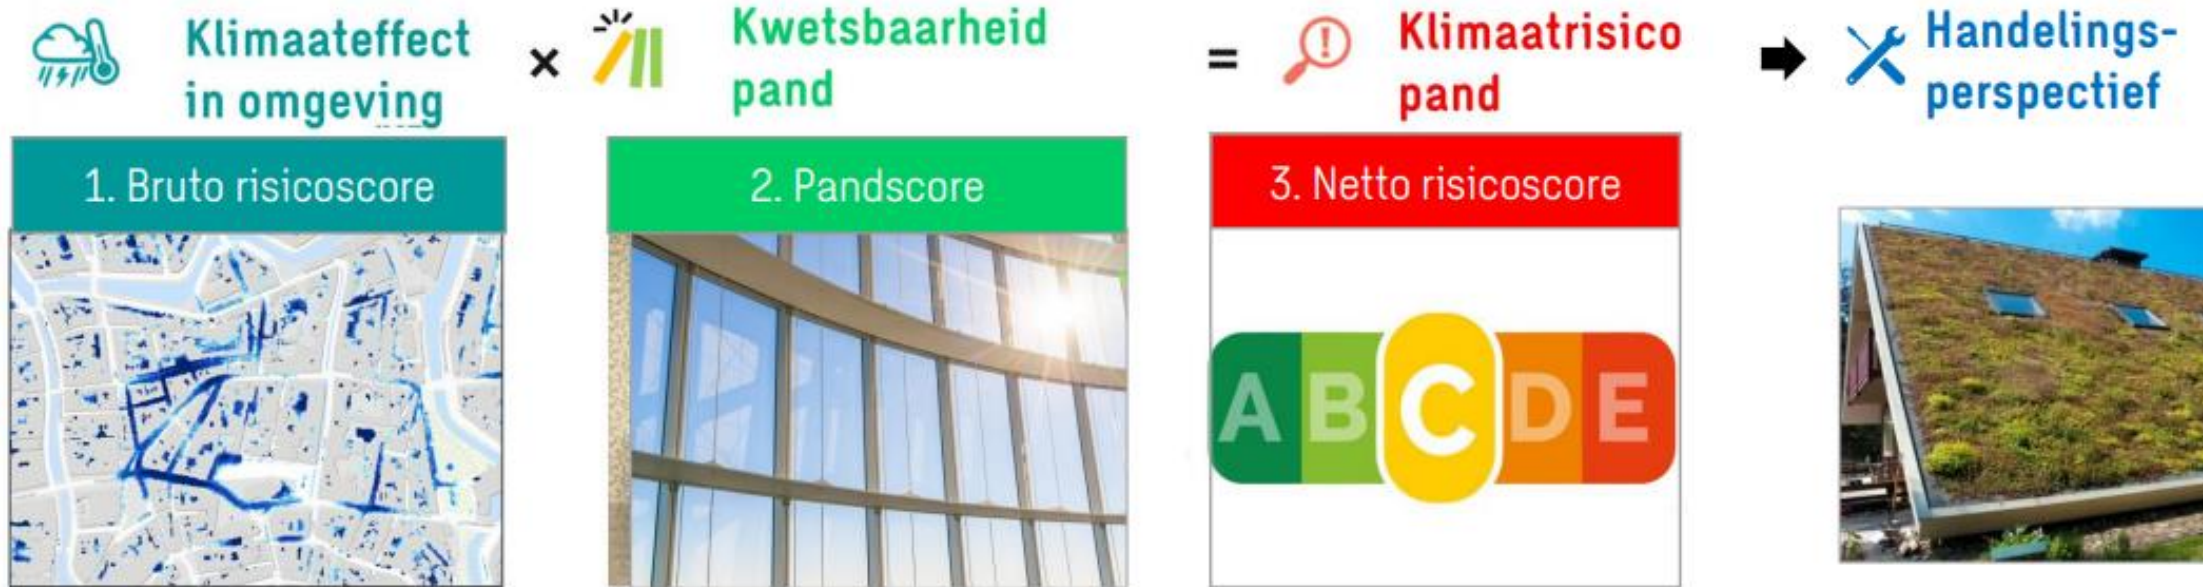 Klimaateffect
in omgeving
×
Kwetsbaarheid
pand
=
Klimaatrisico
pand
Handelings-
perspectief
1. Bruto risicoscore
2. Pandscore
3. Netto risicoscore
A B C D E